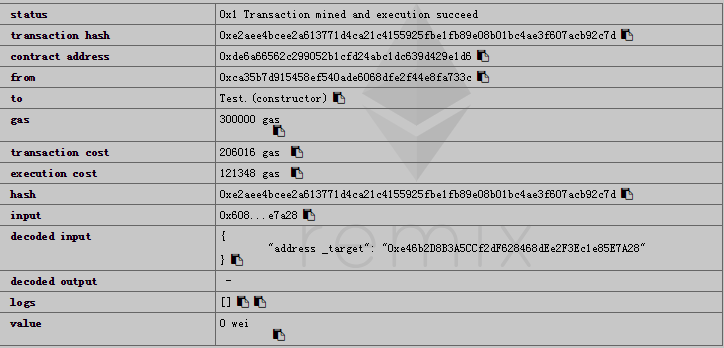 status 0x1 Transaction mined and execution succeed
transaction hash 0xe2aee4bcee2a613771d4ca21c4155925fbe1fb89e08b01bc4ae3f607acb92c7d
contract address 0xde6a66562c299052b1cfd24abc1dc639d429e1d6
from 0xca35b7d915458ef540ade6068dfe2f44e8fa733c
to Test.(constructor)
gas 300000 gas
transaction cost 206016 gas
execution cost 121348 gas
hash 0xe2aee4bcee2a613771d4ca21c4155925fbe1fb89e08b01bc4ae3f607acb92c7d
input 0x608...e7a28
decoded input {
"address _target": "0xe46b2D8B3A5CCf2dF628468dEe2F3Ec1e85E7A28"
}
decoded output -
logs []
value 0 wei
remix